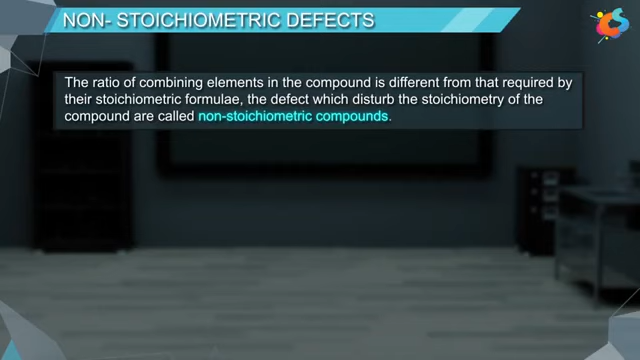 NON- STOICHIOMETRIC DEFECTS
The ratio of combining elements in the compound is different from that required by
their stoichiometric formulae, the defect which disturb the stoichiometry of the
compound are called non-stoichiometric compounds.